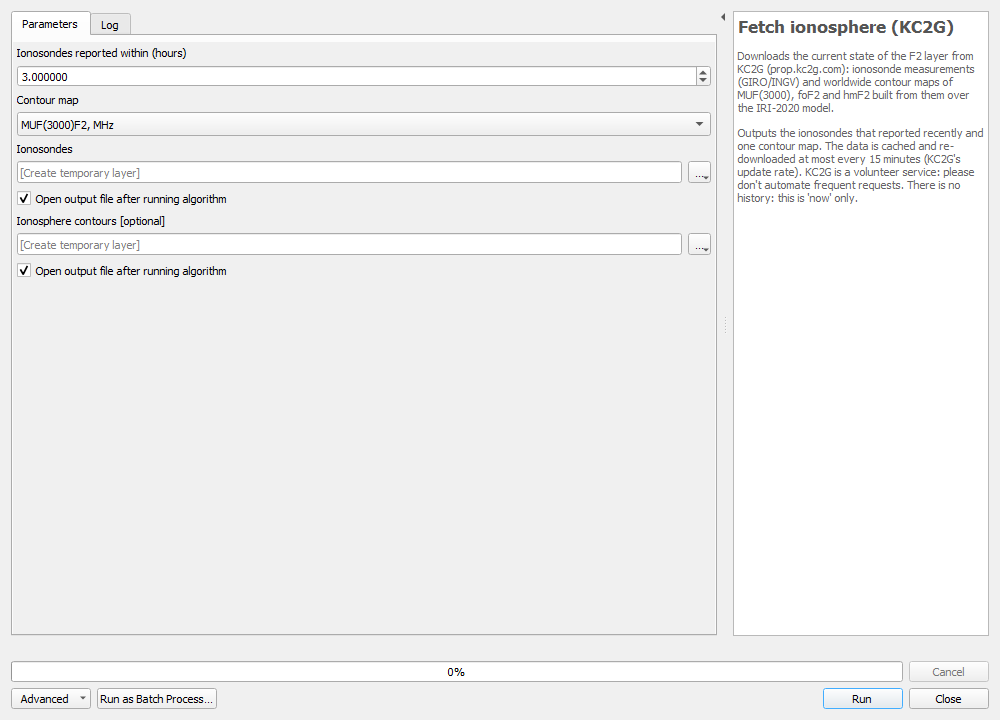 Parameters
Log
Ionosondes reported within (hours)
3.000000
Contour map
MUF(3000)F2, MHz
Ionosondes
[Create temporary layer]
...
Open output file after running algorithm
Ionosphere contours [optional]
[Create temporary layer]
...
Open output file after running algorithm
Fetch ionosphere (KC2G)
Downloads the current state of the F2 layer from
KC2G (prop.kc2g.com): ionosonde measurements
(GIRO/INGV) and worldwide contour maps of
MUF(3000), foF2 and hmF2 built from them over
the IRI-2020 model.
Outputs the ionosondes that reported recently and
one contour map. The data is cached and re-
downloaded at most every 15 minutes (KC2G's
update rate). KC2G is a volunteer service: please
don't automate frequent requests. There is no
history: this is 'now' only.
0%
Cancel
Advanced
Run as Batch Process...
Run
Close